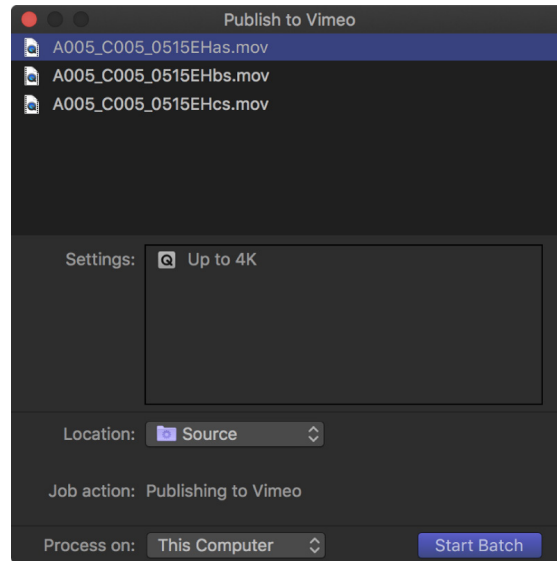 Publish to Vimeo
A005_C005_0515EHas.mov
A005_C005_0515EHbs.mov
A005_C005_0515EHcs.mov
Settings: Up to 4K
Location: Source
Job action: Publishing to Vimeo
Process on: This Computer Start Batch